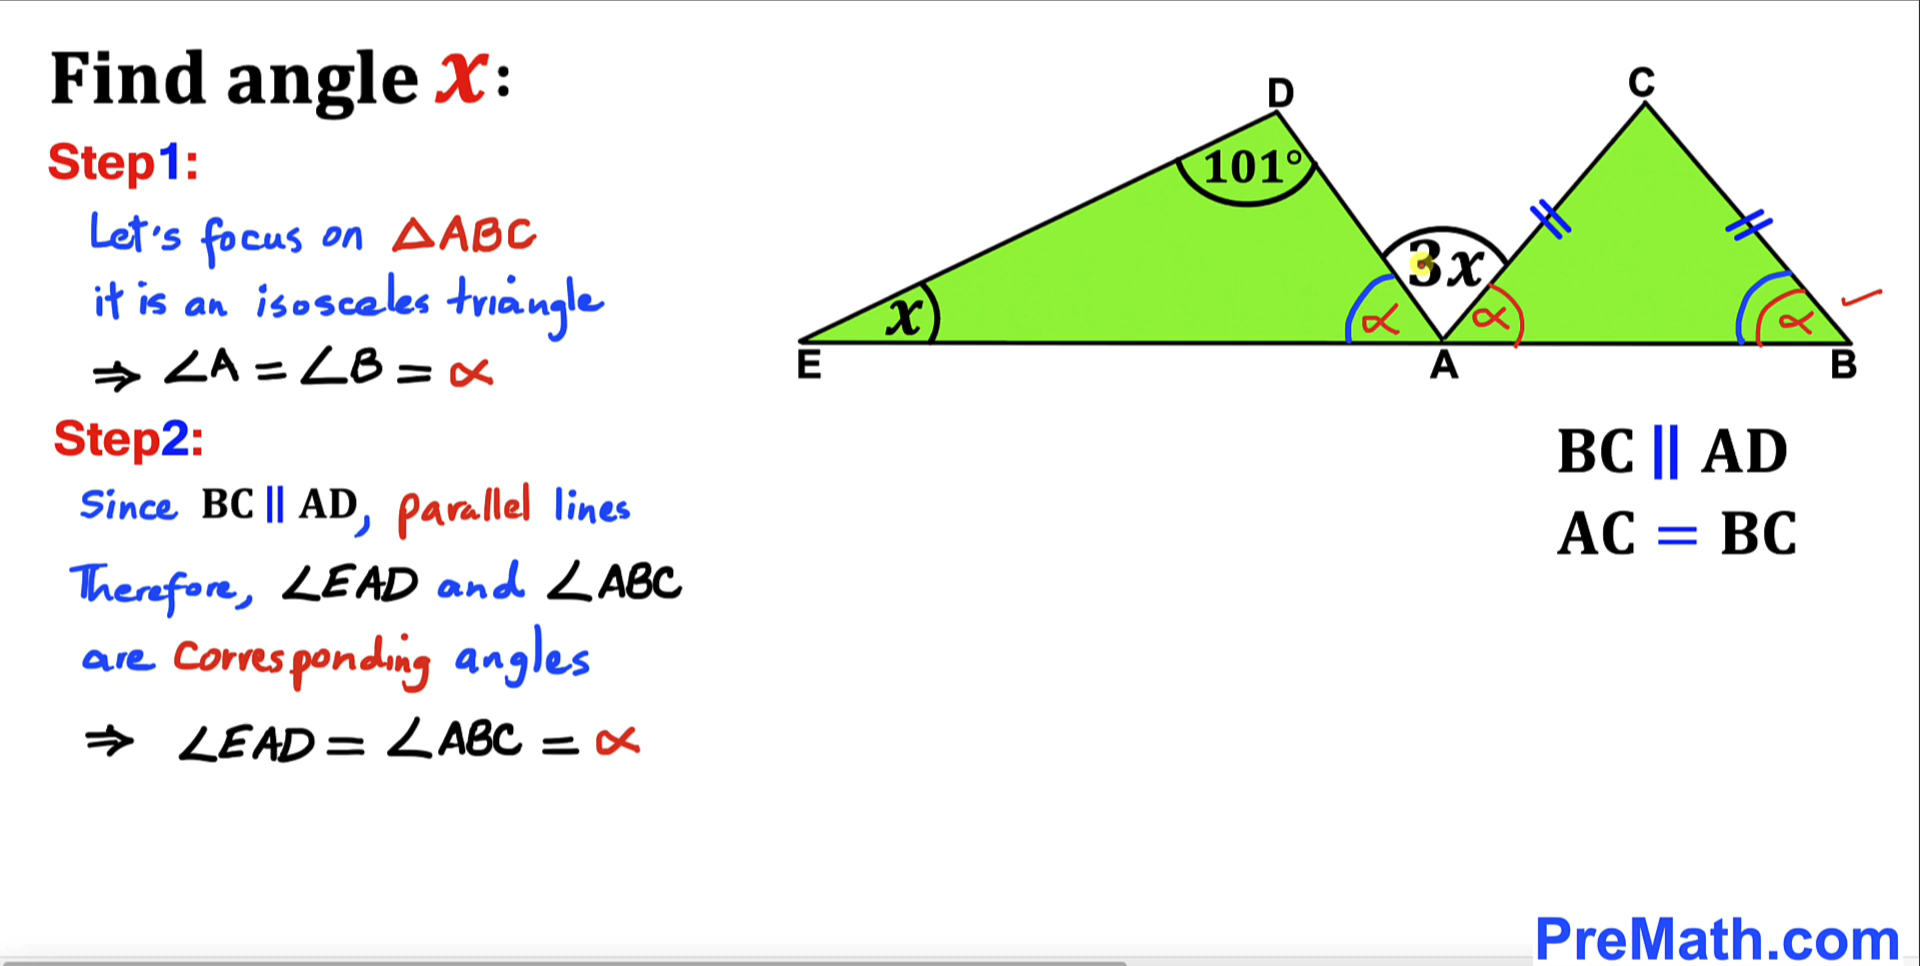 Find angle x:
Step1:
Let's focus on △ABC
it is an isosceles triangle
⇒ ∠A = ∠B = α
Step2:
Since BC || AD, parallel lines
Therefore, ∠EAD and ∠ABC
are corresponding angles
⇒ ∠EAD = ∠ABC = α
D
C
101°
3x
x
α
α
α
E
A
B
BC || AD
AC = BC
PreMath.com